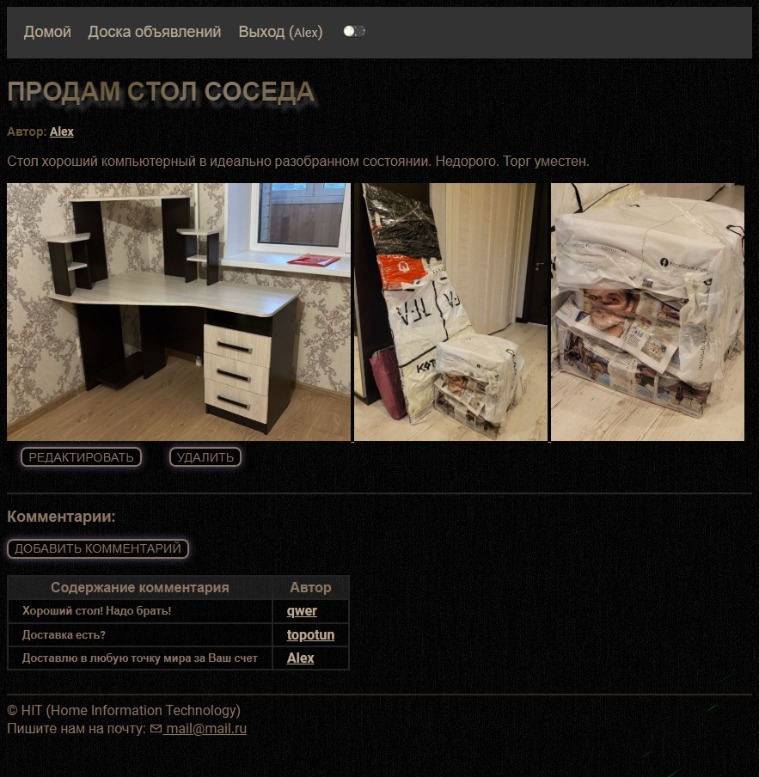 Домой Доска объявлений Выход (Alex)
ПРОДАМ СТОЛ СОСЕДА
Автор: Alex
Стол хороший компьютерный в идеально разобранном состоянии. Недорого. Торг уместен.
РЕДАКТИРОВАТЬ УДАЛИТЬ
Комментарии:
ДОБАВИТЬ КОММЕНТАРИЙ
Содержание комментария Автор
Хороший стол! Надо брать! qwer
Доставка есть? topotun
Доставлю в любую точку мира за Ваш счет Alex
© HIT (Home Information Technology)
Пишите нам на почту: mail@mail.ru